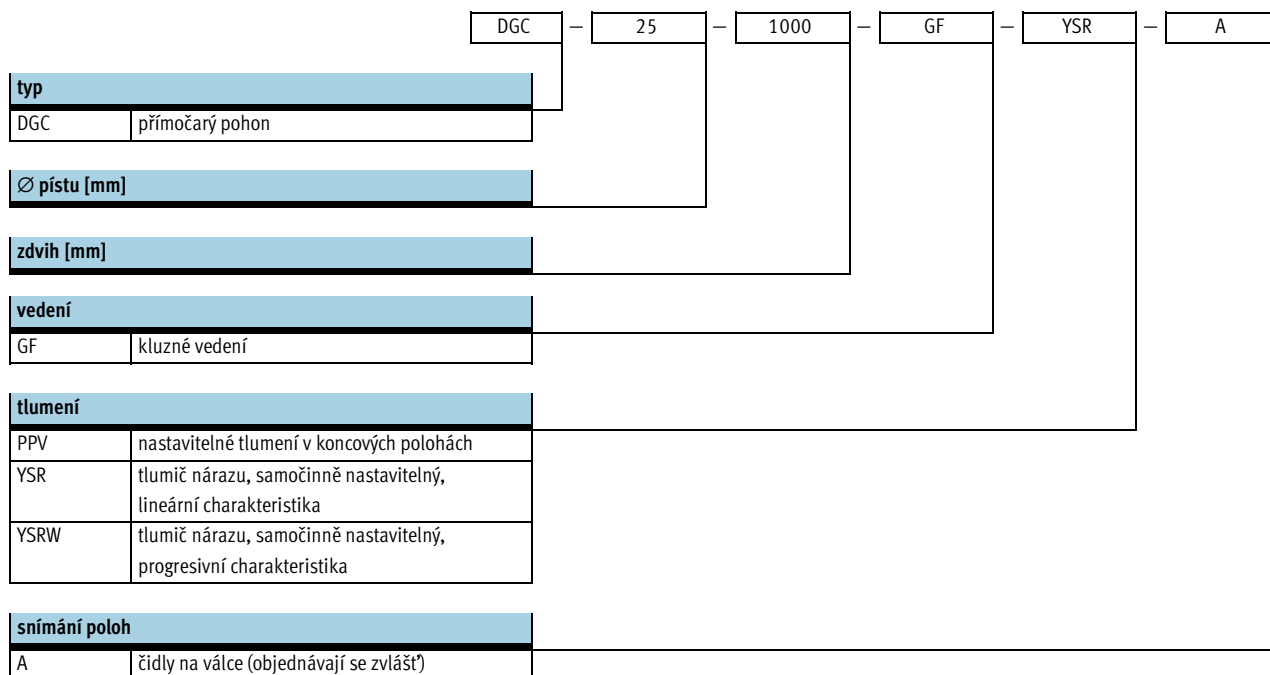 DGC – 25 – 1000 – GF – YSR – A
typ
DGC přímočarý pohon
∅ pístu [mm]
zdvih [mm]
vedení
GF kluzné vedení
tlumení
PPV nastavitelné tlumení v koncových polohách
YSR tlumič nárazu, samočinně nastavitelný,
lineární charakteristika
YSRW tlumič nárazu, samočinně nastavitelný,
progresivní charakteristika
snímání poloh
A čidly na válce (objednávají se zvlášť)